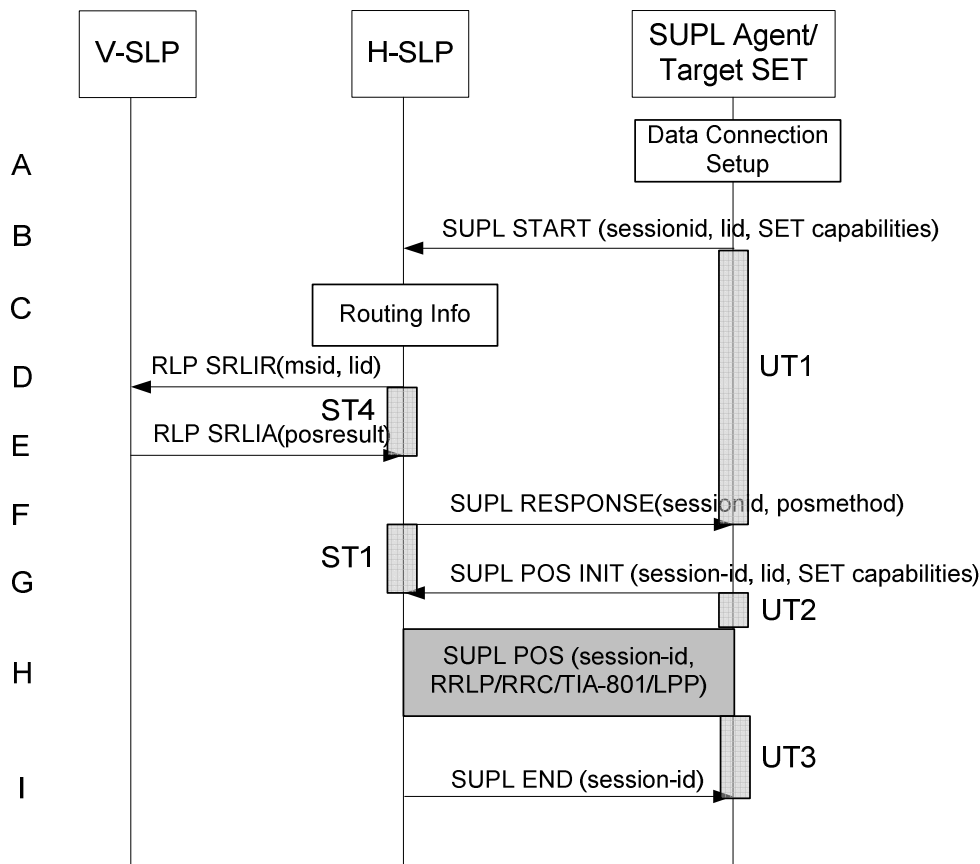 V-SLP
H-SLP
SUPL Agent/
Target SET
Data Connection
Setup
A
B
SUPL START (sessionid, lid, SET capabilities)
C
Routing Info
UT1
D
RLP SRLIR(msid, lid)
ST4
E
RLP SRLIA(posresult)
F
SUPL RESPONSE(sessionid, posmethod)
ST1
G
SUPL POS INIT (session-id, lid, SET capabilities)
UT2
H
SUPL POS (session-id,
RRLP/RRC/TIA-801/LPP)
UT3
I
SUPL END (session-id)